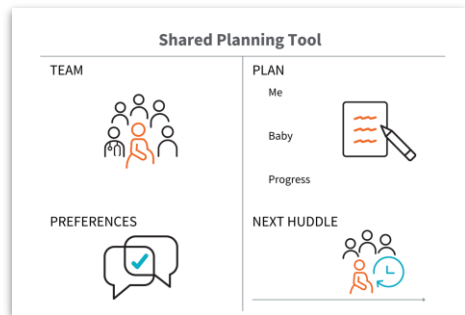 Shared Planning Tool
TEAM
PLAN
Me
Baby
Progress
PREFERENCES
NEXT HUDDLE